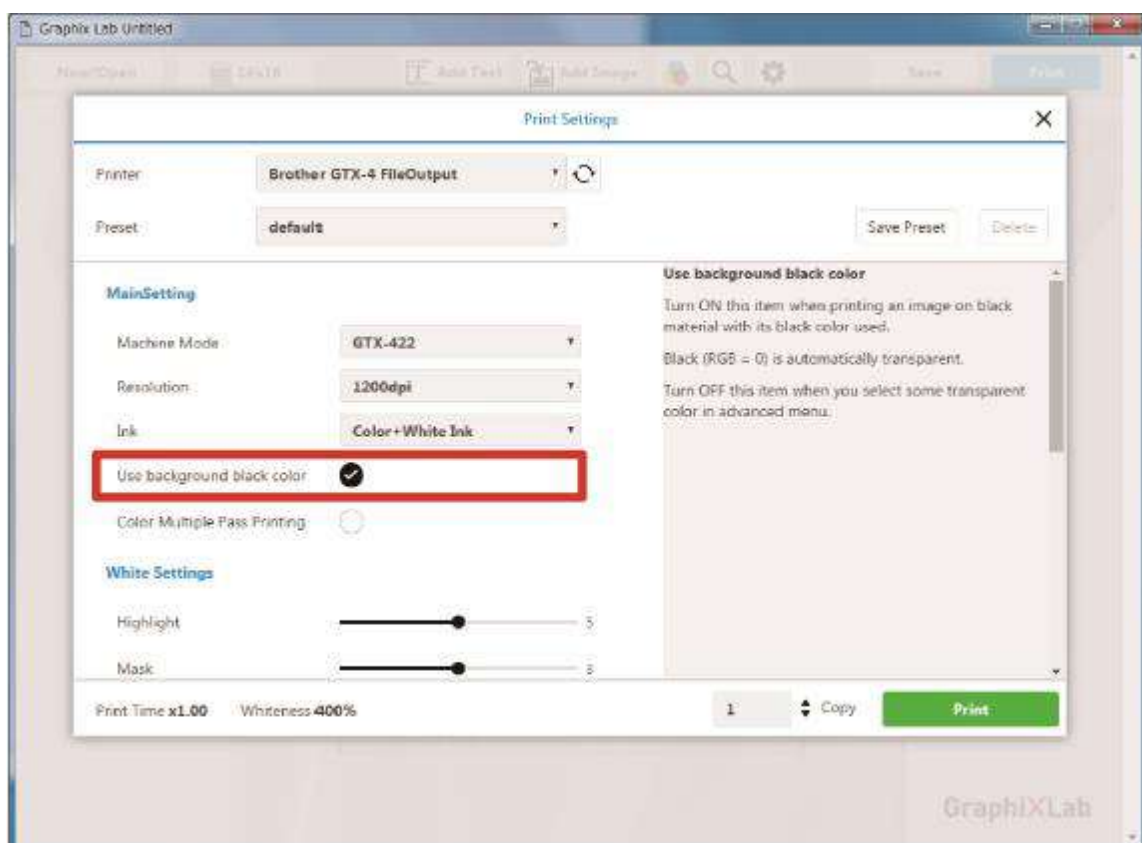 Graphix Lab Untitled
New/Open 16x18 Add Text Add Image Save Print
Print Settings
Printer Brother GTX-4 FileOutput
Preset default Save Preset Delete
MainSetting
Machine Mode GTX-422
Resolution 1200dpi
Ink Color+White Ink
Use background black color
Color Multiple Pass Printing
White Settings
Highlight 5
Mask 3
Use background black color
Turn ON this item when printing an image on black
material with its black color used.
Black (RGB = 0) is automatically transparent.
Turn OFF this item when you select some transparent
color in advanced menu.
Print Time x1.00 Whiteness 400% 1 Copy Print
GraphiXLab